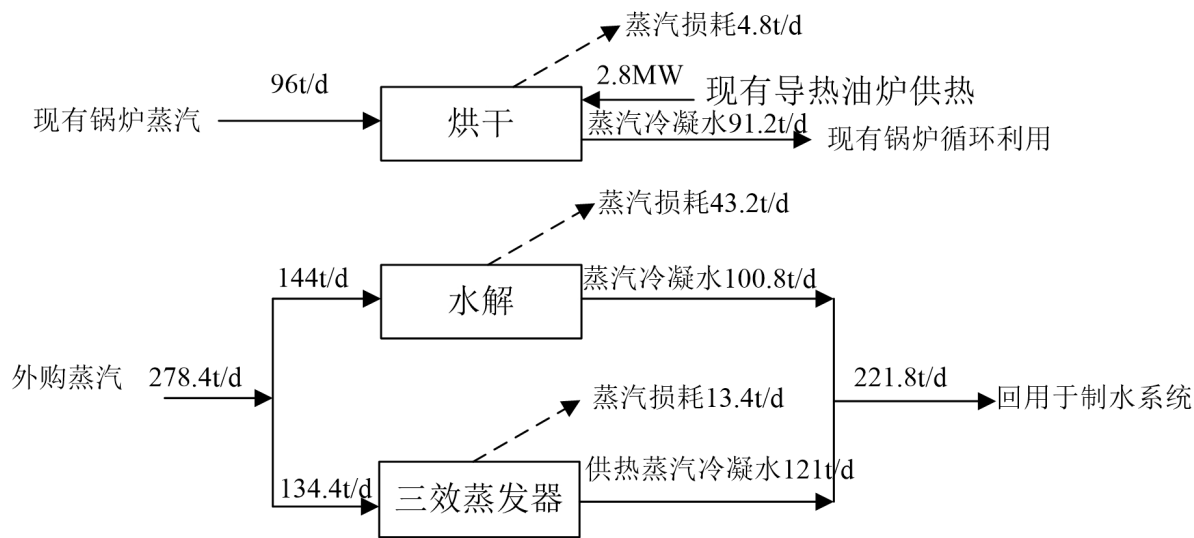 蒸汽损耗4.8t/d
96t/d
2.8MW
现有导热油炉供热
现有锅炉蒸汽
烘干
蒸汽冷凝水91.2t/d
现有锅炉循环利用
蒸汽损耗43.2t/d
144t/d
水解
蒸汽冷凝水100.8t/d
外购蒸汽
278.4t/d
蒸汽损耗13.4t/d
221.8t/d
回用于制水系统
134.4t/d
三效蒸发器
供热蒸汽冷凝水121t/d